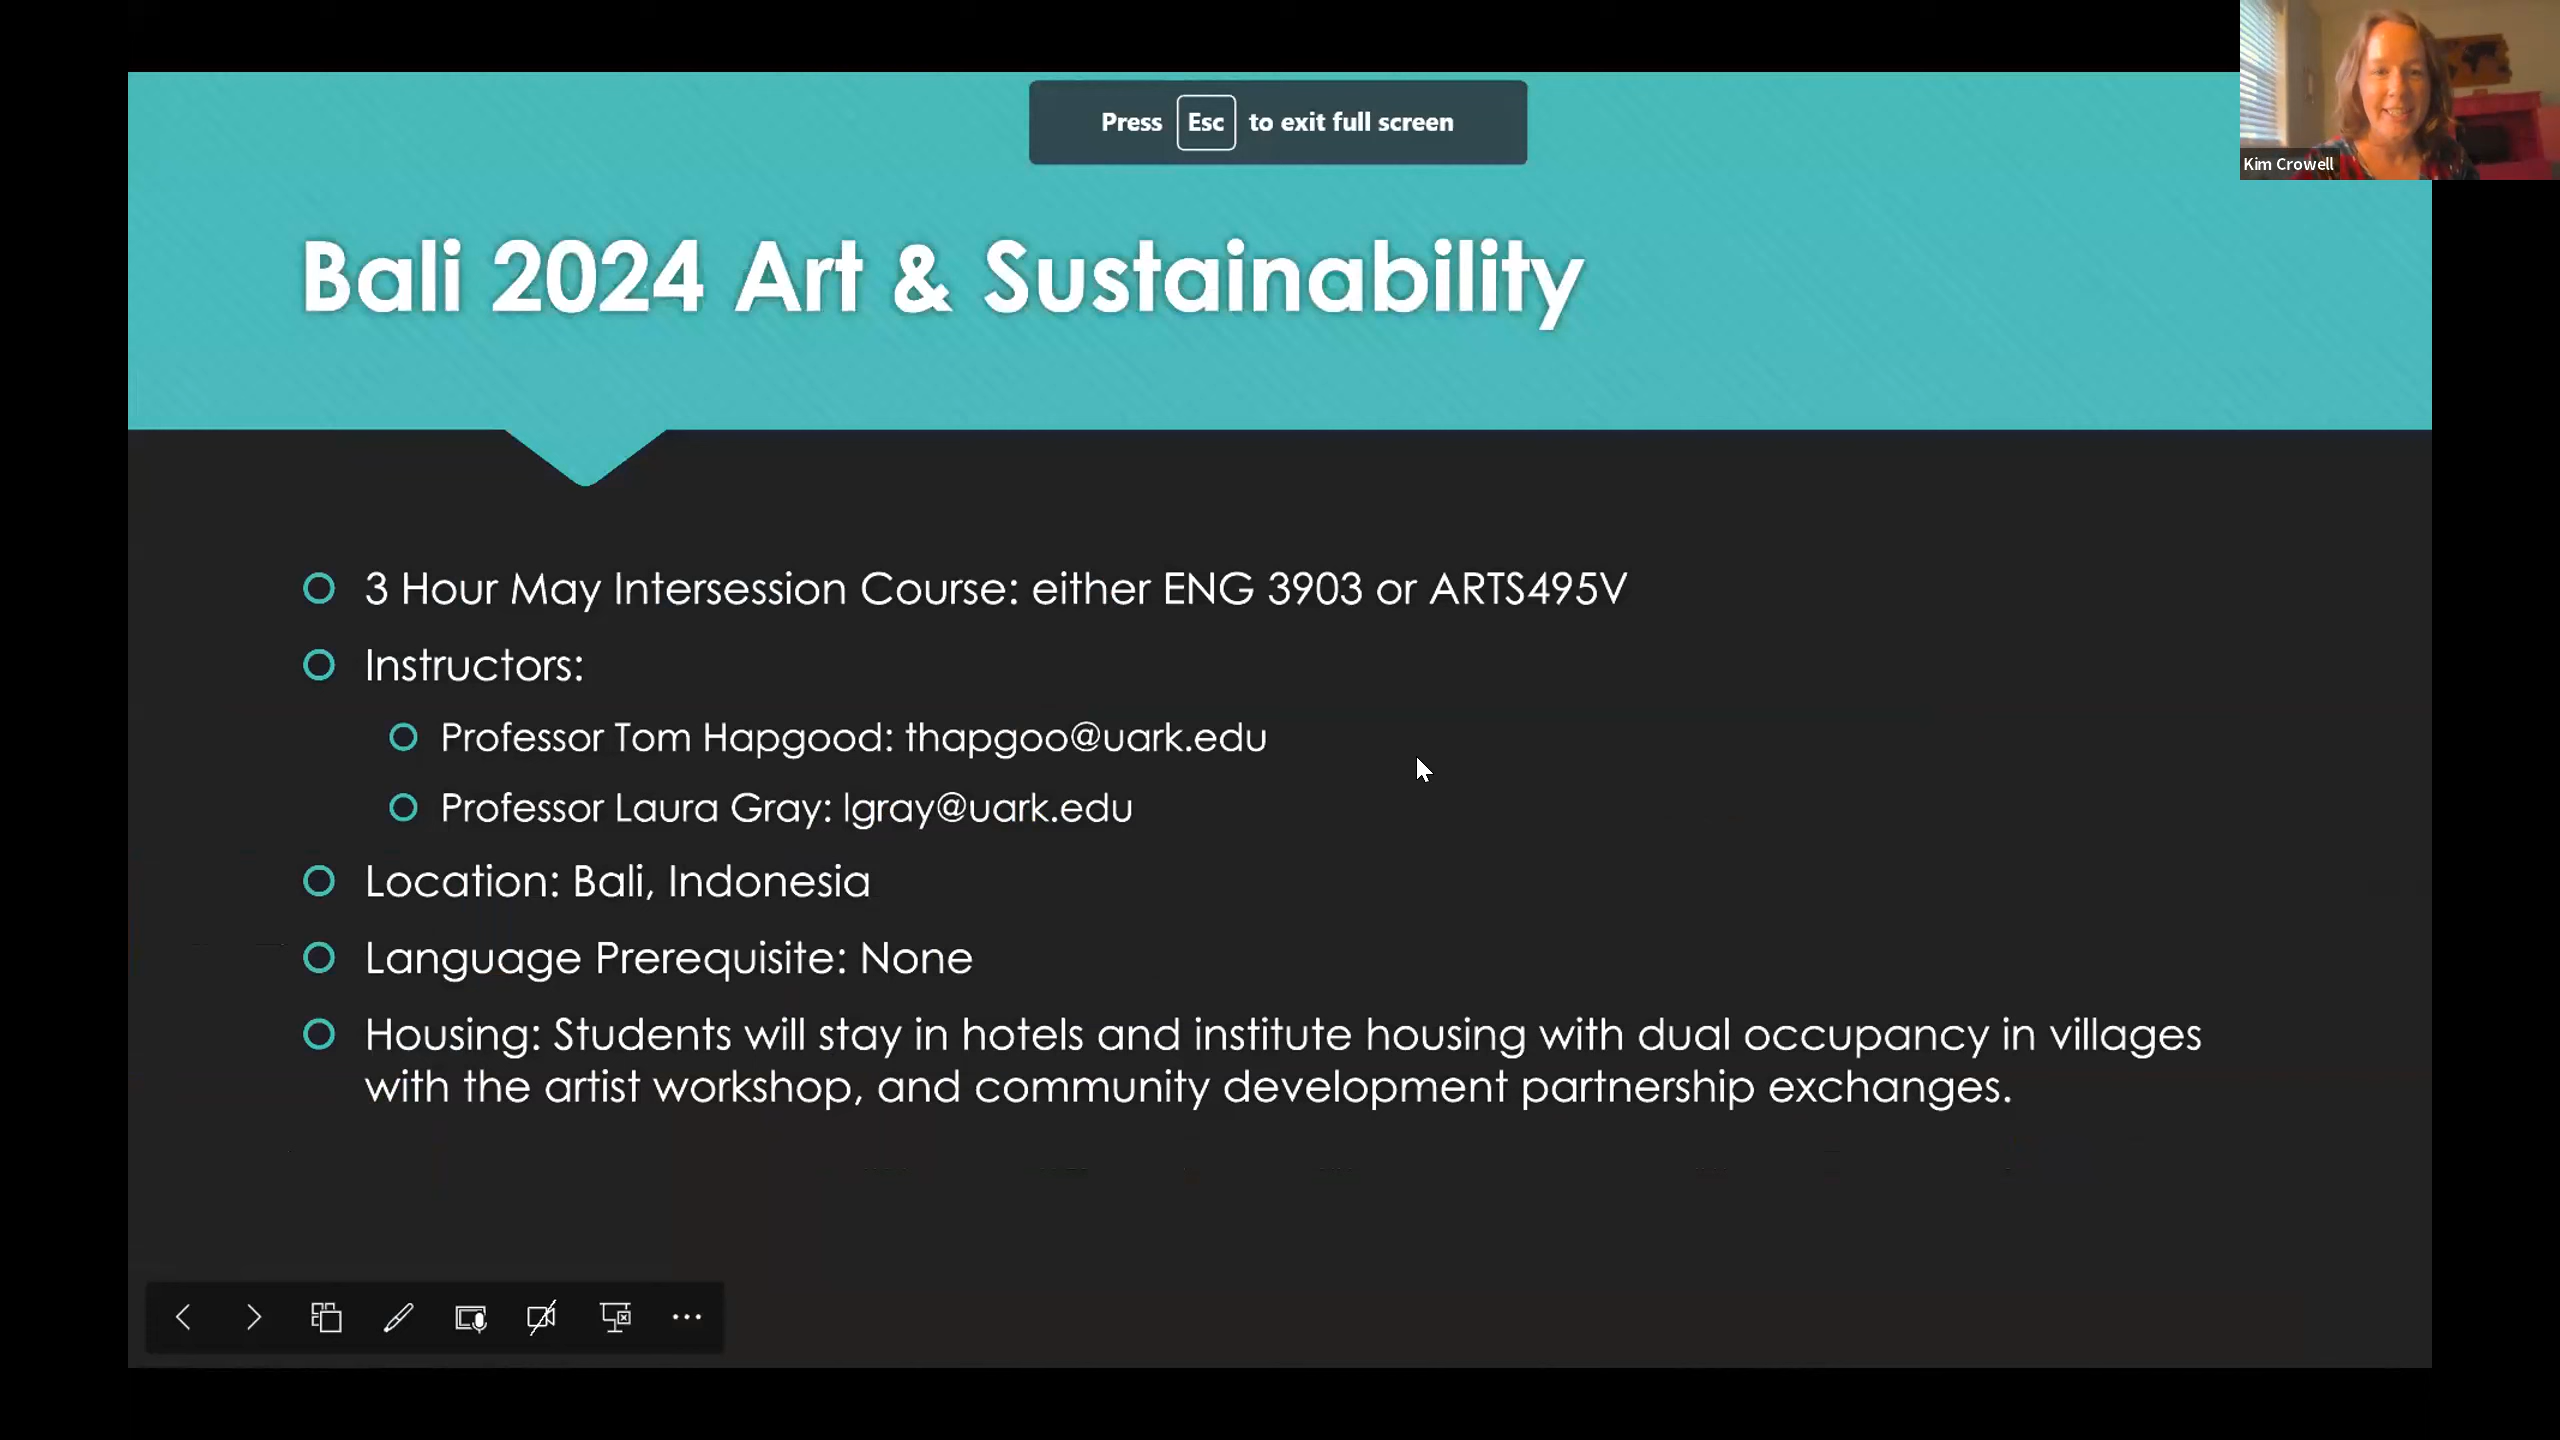 Press Esc to exit full screen
Kim Crowell
Bali 2024 Art & Sustainability
3 Hour May Intersession Course: either ENG 3903 or ARTS495V
Instructors:
Professor Tom Hapgood: thapgoo@uark.edu
Professor Laura Gray: lgray@uark.edu
Location: Bali, Indonesia
Language Prerequisite: None
Housing: Students will stay in hotels and institute housing with dual occupancy in villages
with the artist workshop, and community development partnership exchanges.